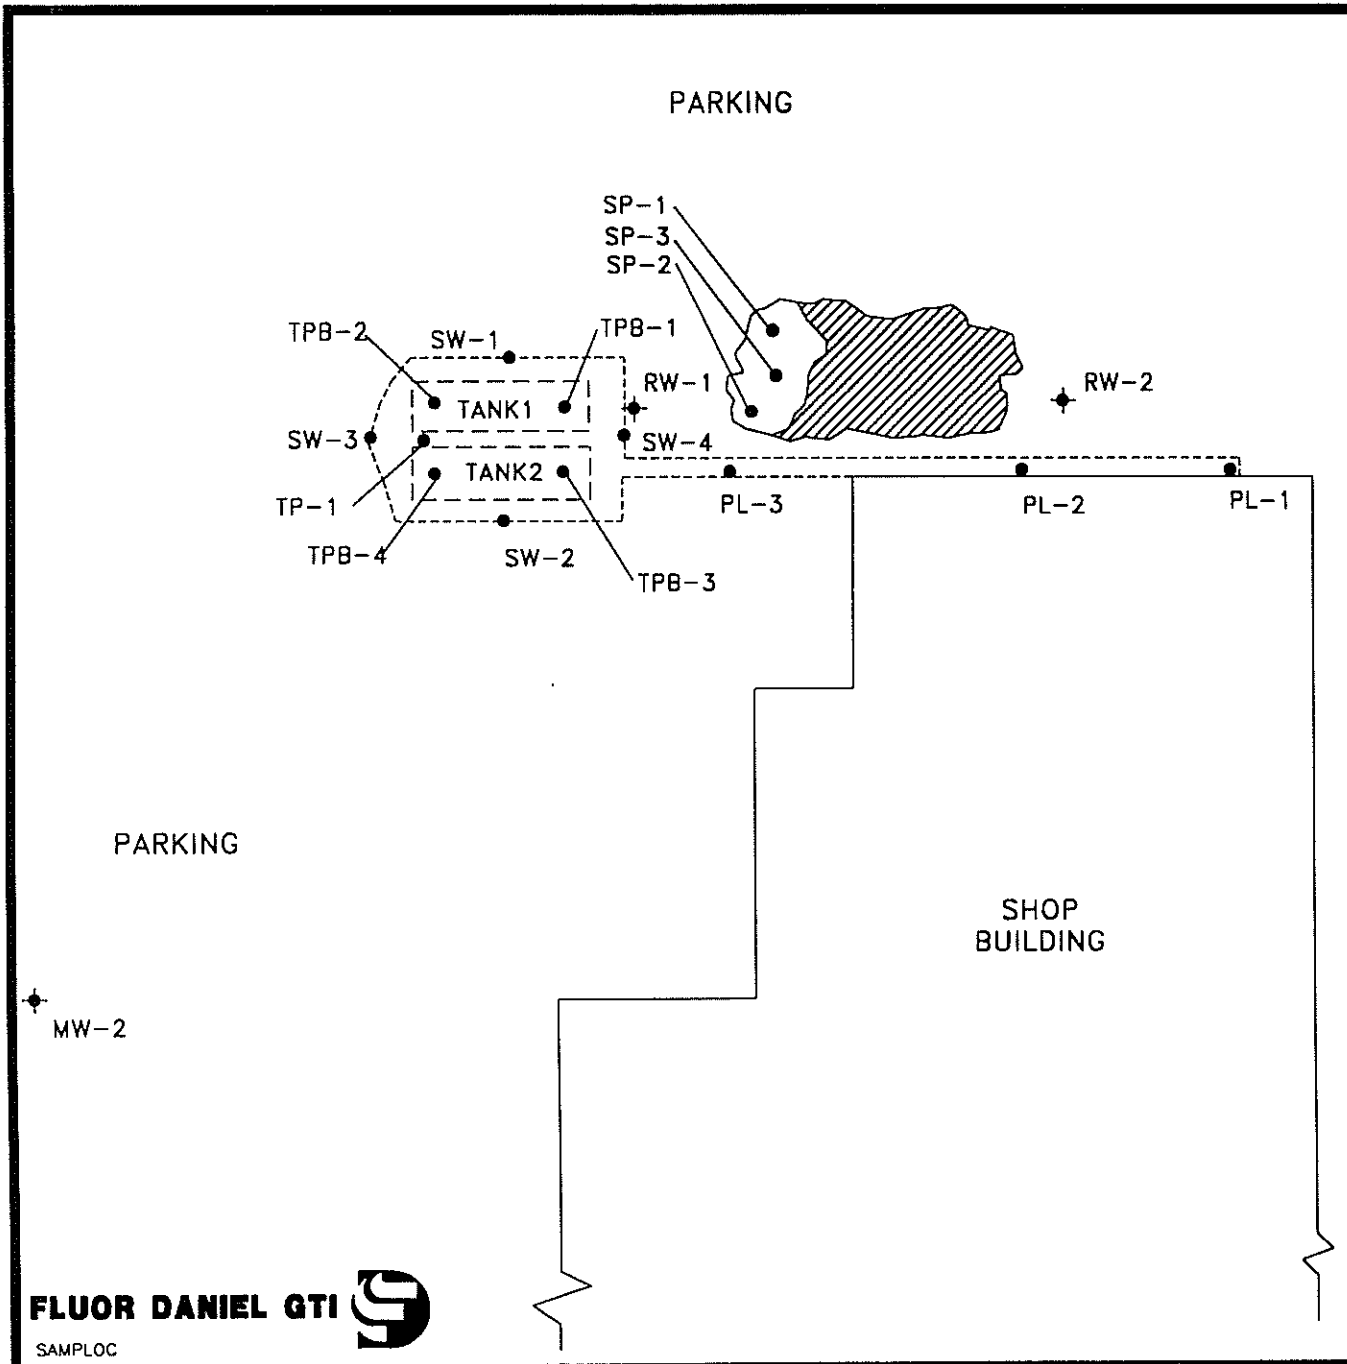 PARKING
SP-1
SP-3
SP-2
TPB-2
SW-1
TPB-1
RW-1
RW-2
TANK1
SW-3
SW-4
TANK2
TP-1
PL-3
PL-2
PL-1
TPB-4
SW-2
TPB-3
PARKING
SHOP
BUILDING
MW-2
FLUOR DANIEL GTI
SAMPLOC